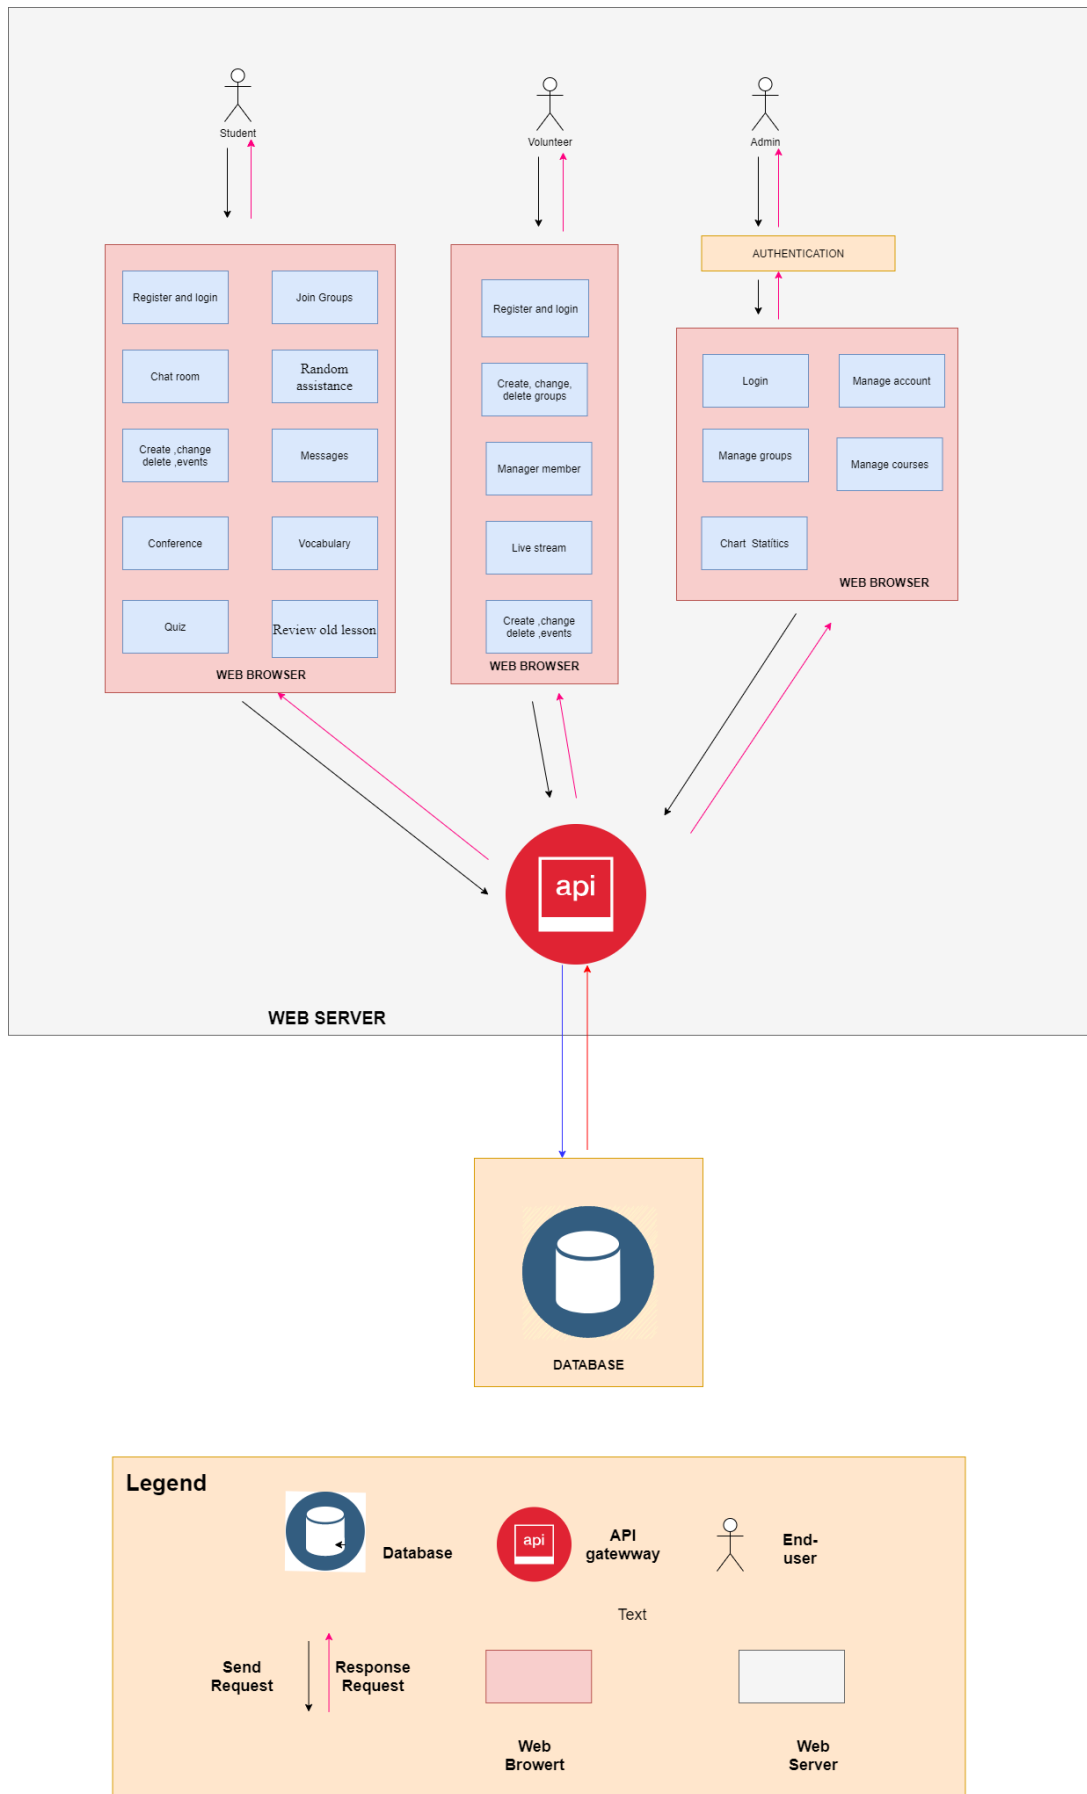 Student
Volunteer
Admin
AUTHENTICATION
Register and login
Join Groups
Chat room
Random
assistance
Create ,change
delete ,events
Messages
Conference
Vocabulary
Quiz
Review old lesson
WEB BROWSER
Register and login
Create, change,
delete groups
Manager member
Live stream
Create ,change
delete ,events
WEB BROWSER
Login
Manage account
Manage groups
Manage courses
Chart Statítics
WEB BROWSER
api
WEB SERVER
DATABASE
Legend
Database
api
API
gatewway
End-
user
Text
Send
Request
Response
Request
Web
Browert
Web
Server